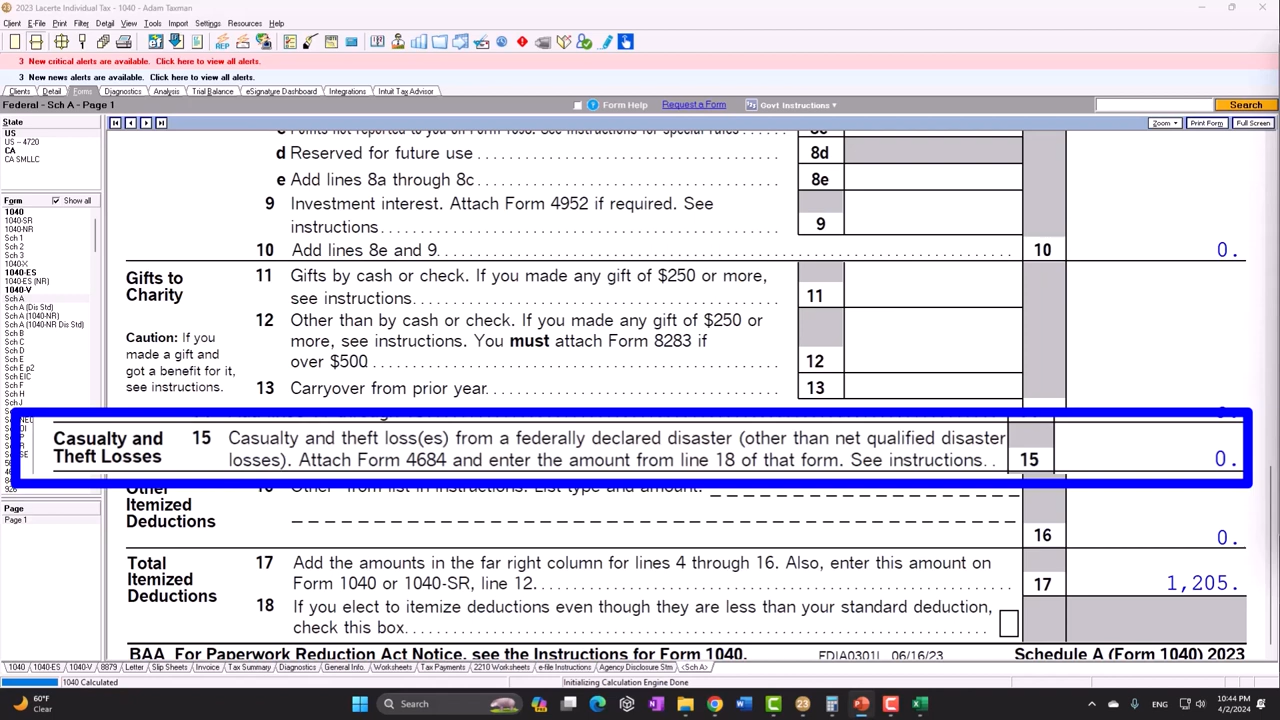 2023 Lacerte Individual Tax - 1040 - Adam Taxman
Client E-File Print Filter Detail View Tools Import Settings Resources Help
3 New critical alerts are available. Click here to view all alerts.
3 New news alerts are available. Click here to view all alerts.
Clients Detail Forms Diagnostics Analysis Trial Balance eSignature Dashboard Integrations Intuit Tax Advisor
Federal - Sch A - Page 1 Form Help Request a Form Govt Instructions Search
State
US
US - 4720
CA
CA SMLLC
Form Show all
1040
1040-SR
1040-NR
Sch 1
Sch 2
Sch 3
1040-X
1040-ES
1040-ES (NR)
1040-V
Sch A
Sch A (Dis Std)
Sch A (1040-NR)
Sch A (1040-NR Dis Std)
Sch B
Sch C
Sch D
Sch E
Sch E p2
Sch EIC
Sch F
Sch H
Sch J
Page
Page 1
Zoom Print Form Full Screen
d Reserved for future use 8d
e Add lines 8a through 8c 8e
9 Investment interest. Attach Form 4952 if required. See
instructions 9
10 Add lines 8e and 9. 10 0.
Gifts to
Charity
Caution: If you
made a gift and
got a benefit for it,
see instructions.
11 Gifts by cash or check. If you made any gift of $250 or more,
see instructions 11
12 Other than by cash or check. If you made any gift of $250 or
more, see instructions. You must attach Form 8283 if
over $500 12
13 Carryover from prior year 13
Casualty and
Theft Losses
15 Casualty and theft loss(es) from a federally declared disaster (other than net qualified disaster
losses). Attach Form 4684 and enter the amount from line 18 of that form. See instructions. . 15 0.
Other
Itemized
Deductions
16 Other—from list in instructions. List type and amount:
16 0.
Total
Itemized
Deductions
17 Add the amounts in the far right column for lines 4 through 16. Also, enter this amount on
Form 1040 or 1040-SR, line 12. 17 1,205.
18 If you elect to itemize deductions even though they are less than your standard deduction,
check this box
BAA For Paperwork Reduction Act Notice, see the Instructions for Form 1040. FDIA0301L 06/16/23 Schedule A (Form 1040) 2023
1040 1040-ES 1040-V 8879 Letter Slip Sheets Invoice Tax Summary Diagnostics General Info. Worksheets Tax Payments 2210 Worksheets e-file Instructions Agency Disclosure Stm <Sch A>
1040 Calculated Initializing Calculation Engine Done
60°F
Clear
Search
ENG
10:44 PM
4/2/2024